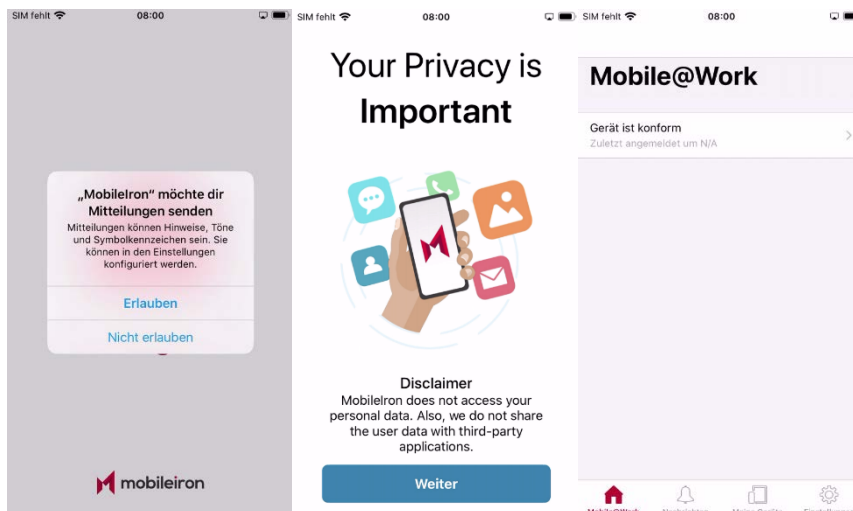 SIM fehlt 08:00
„MobileIron“ möchte dir
Mitteilungen senden
Mitteilungen können Hinweise, Töne
und Symbolkennzeichen sein. Sie
können in den Einstellungen
konfiguriert werden.
Erlauben
Nicht erlauben
mobileiron
SIM fehlt 08:00
Your Privacy is
Important
Disclaimer
MobileIron does not access your
personal data. Also, we do not share
the user data with third-party
applications.
Weiter
SIM fehlt 08:00
Mobile@Work
Gerät ist konform
Zuletzt angemeldet um N/A